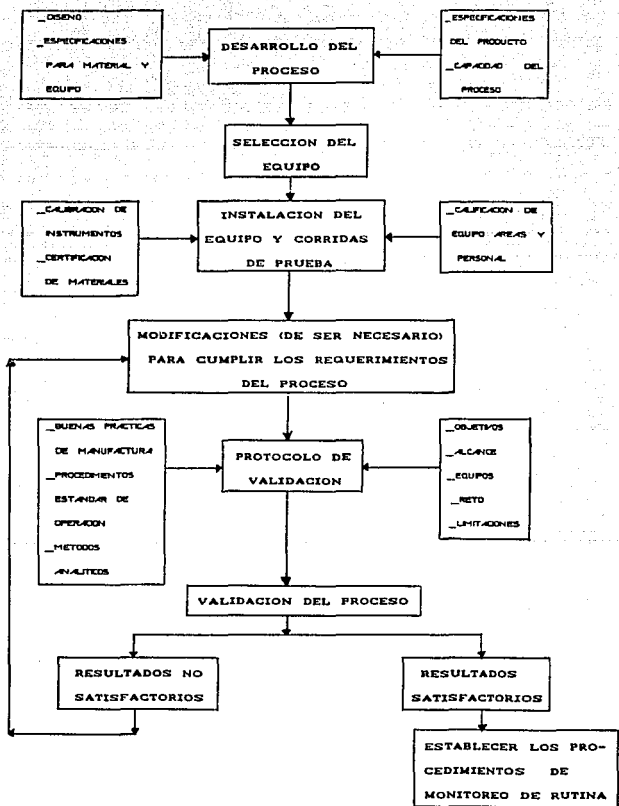 _DISEÑO
_ESPECIFICACIONES
PARA MATERIAL Y
EQUIPO
DESARROLLO DEL
PROCESO
_ESPECIFICACIONES
DEL PRODUCTO
_CAPACIDAD DEL
PROCESO
SELECCION DEL
EQUIPO
_CALIBRACION DE
INSTRUMENTOS
_CERTIFICACION
DE MATERIALES
INSTALACION DEL
EQUIPO Y CORRIDAS
DE PRUEBA
_CALIFICACION DE
EQUIPO AREAS Y
PERSONAL
MODIFICACIONES (DE SER NECESARIO)
PARA CUMPLIR LOS REQUERIMIENTOS
DEL PROCESO
_BUENAS PRACTICAS
DE MANUFACTURA
_PROCEDIMIENTOS
ESTANDAR DE
OPERACION
_METODOS
ANALITICOS
PROTOCOLO DE
VALIDACION
_OBJETIVOS
_ALCANCE
_EQUIPOS
_RETO
_LIMITACIONES
VALIDACION DEL PROCESO
RESULTADOS NO
SATISFACTORIOS
RESULTADOS
SATISFACTORIOS
ESTABLECER LOS PRO-
CEDIMIENTOS DE
MONITOREO DE RUTINA